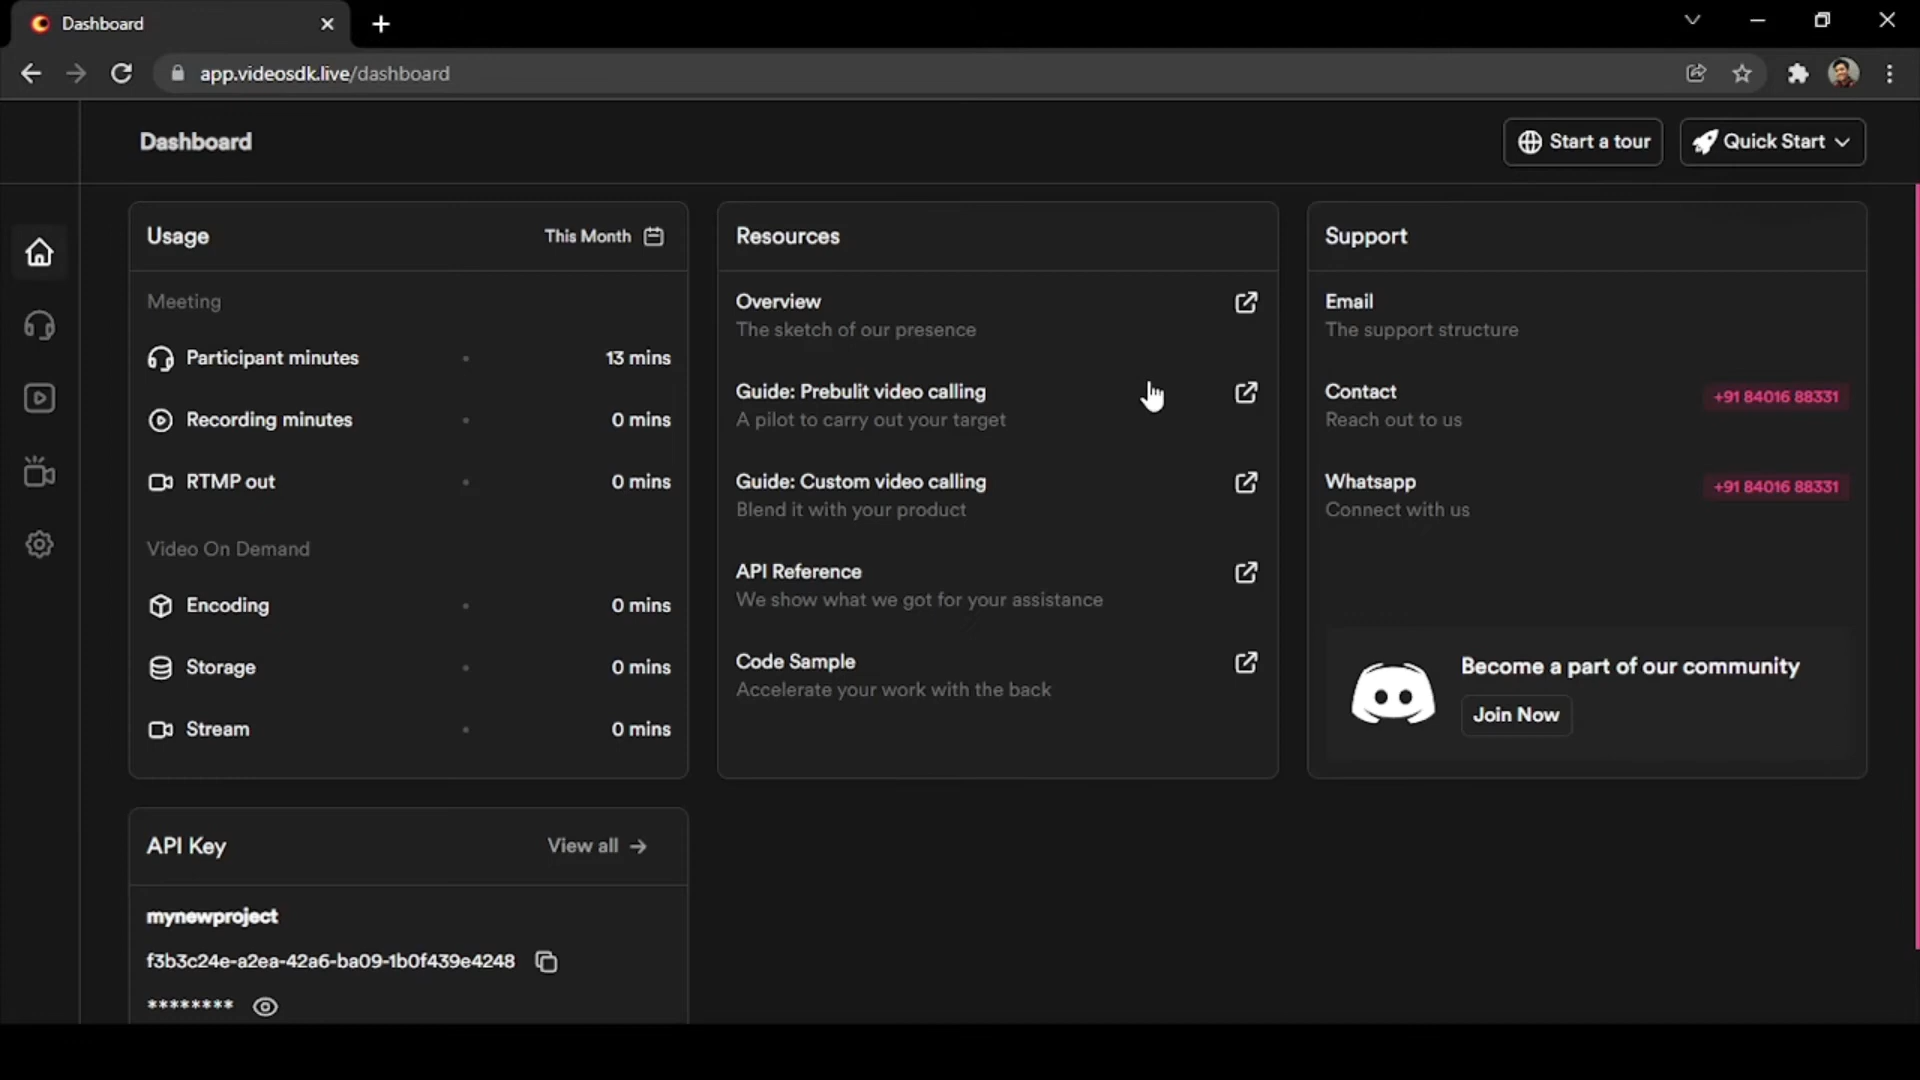 Dashboard
app.videosdk.live/dashboard
Dashboard
Start a tour
Quick Start
Usage
This Month
Meeting
Participant minutes
13 mins
Recording minutes
0 mins
RTMP out
0 mins
Video On Demand
Encoding
0 mins
Storage
0 mins
Stream
0 mins
Resources
Overview
The sketch of our presence
Guide: Prebulit video calling
A pilot to carry out your target
Guide: Custom video calling
Blend it with your product
API Reference
We show what we got for your assistance
Code Sample
Accelerate your work with the back
Support
Email
The support structure
Contact
+91 84016 88331
Reach out to us
Whatsapp
+91 84016 88331
Connect with us
Become a part of our community
Join Now
API Key
View all
mynewproject
f3b3c24e-a2ea-42a6-ba09-1b0f439e4248
********